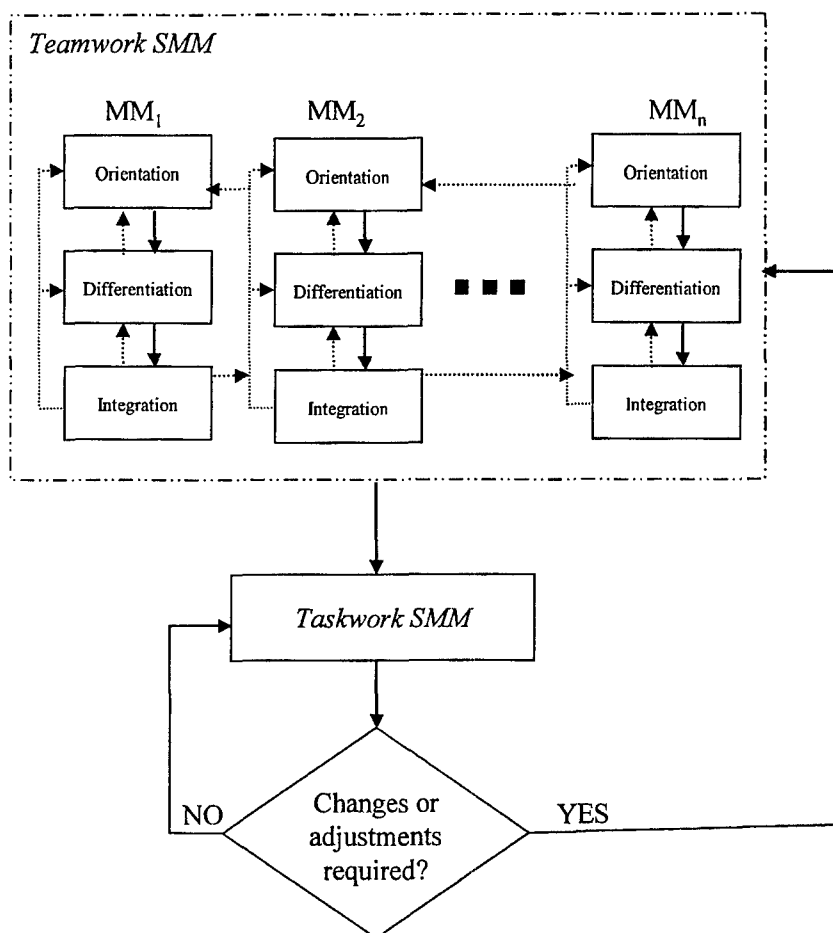 Teamwork SMM
MM1
MM2
MMn
Orientation
Orientation
Orientation
Differentiation
Differentiation
Differentiation
Integration
Integration
Integration
Taskwork SMM
NO
Changes or
adjustments
required?
YES